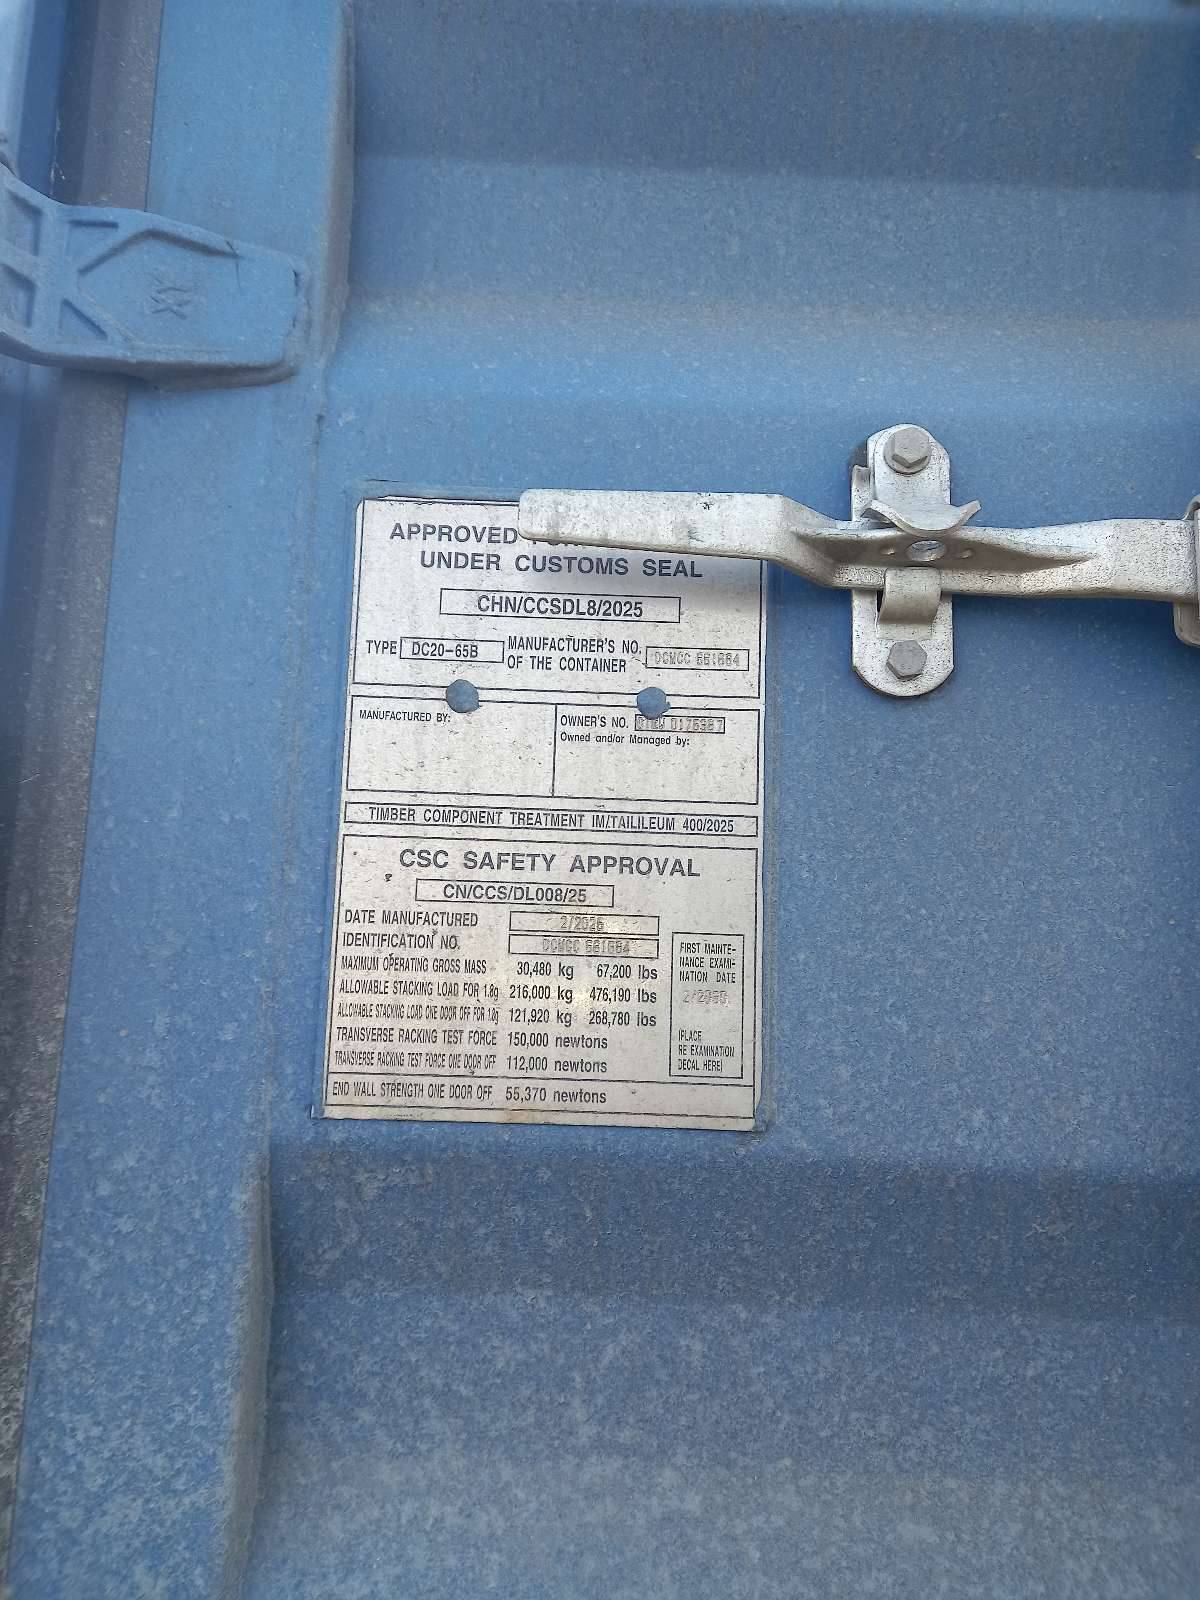 APPROVED
UNDER CUSTOMS SEAL
CHN/CCSDL8/2025
TYPE DC20-65B MANUFACTURER'S NO.
OF THE CONTAINER
MANUFACTURED BY:
OWNER'S NO.
Owned and/or Managed by:
TIMBER COMPONENT TREATMENT IM/TAILILEUM 400/2025
CSC SAFETY APPROVAL
CN/CCS/DL008/25
DATE MANUFACTURED
IDENTIFICATION NO.
MAXIMUM OPERATING GROSS MASS 30,480 kg 67,200 lbs
ALLOWABLE STACKING LOAD FOR 1.8g 216,000 kg 476,190 lbs
ALLOWABLE STACKING LOAD ONE DOOR OFF FOR 1.8g 121,920 kg 268,780 lbs
TRANSVERSE RACKING TEST FORCE 150,000 newtons
TRANSVERSE RACKING TEST FORCE ONE DOOR OFF 112,000 newtons
END WALL STRENGTH ONE DOOR OFF 55,370 newtons
FIRST MAINTE-
NANCE EXAMI-
NATION DATE
(PLACE
RE EXAMINATION
DECAL HERE)